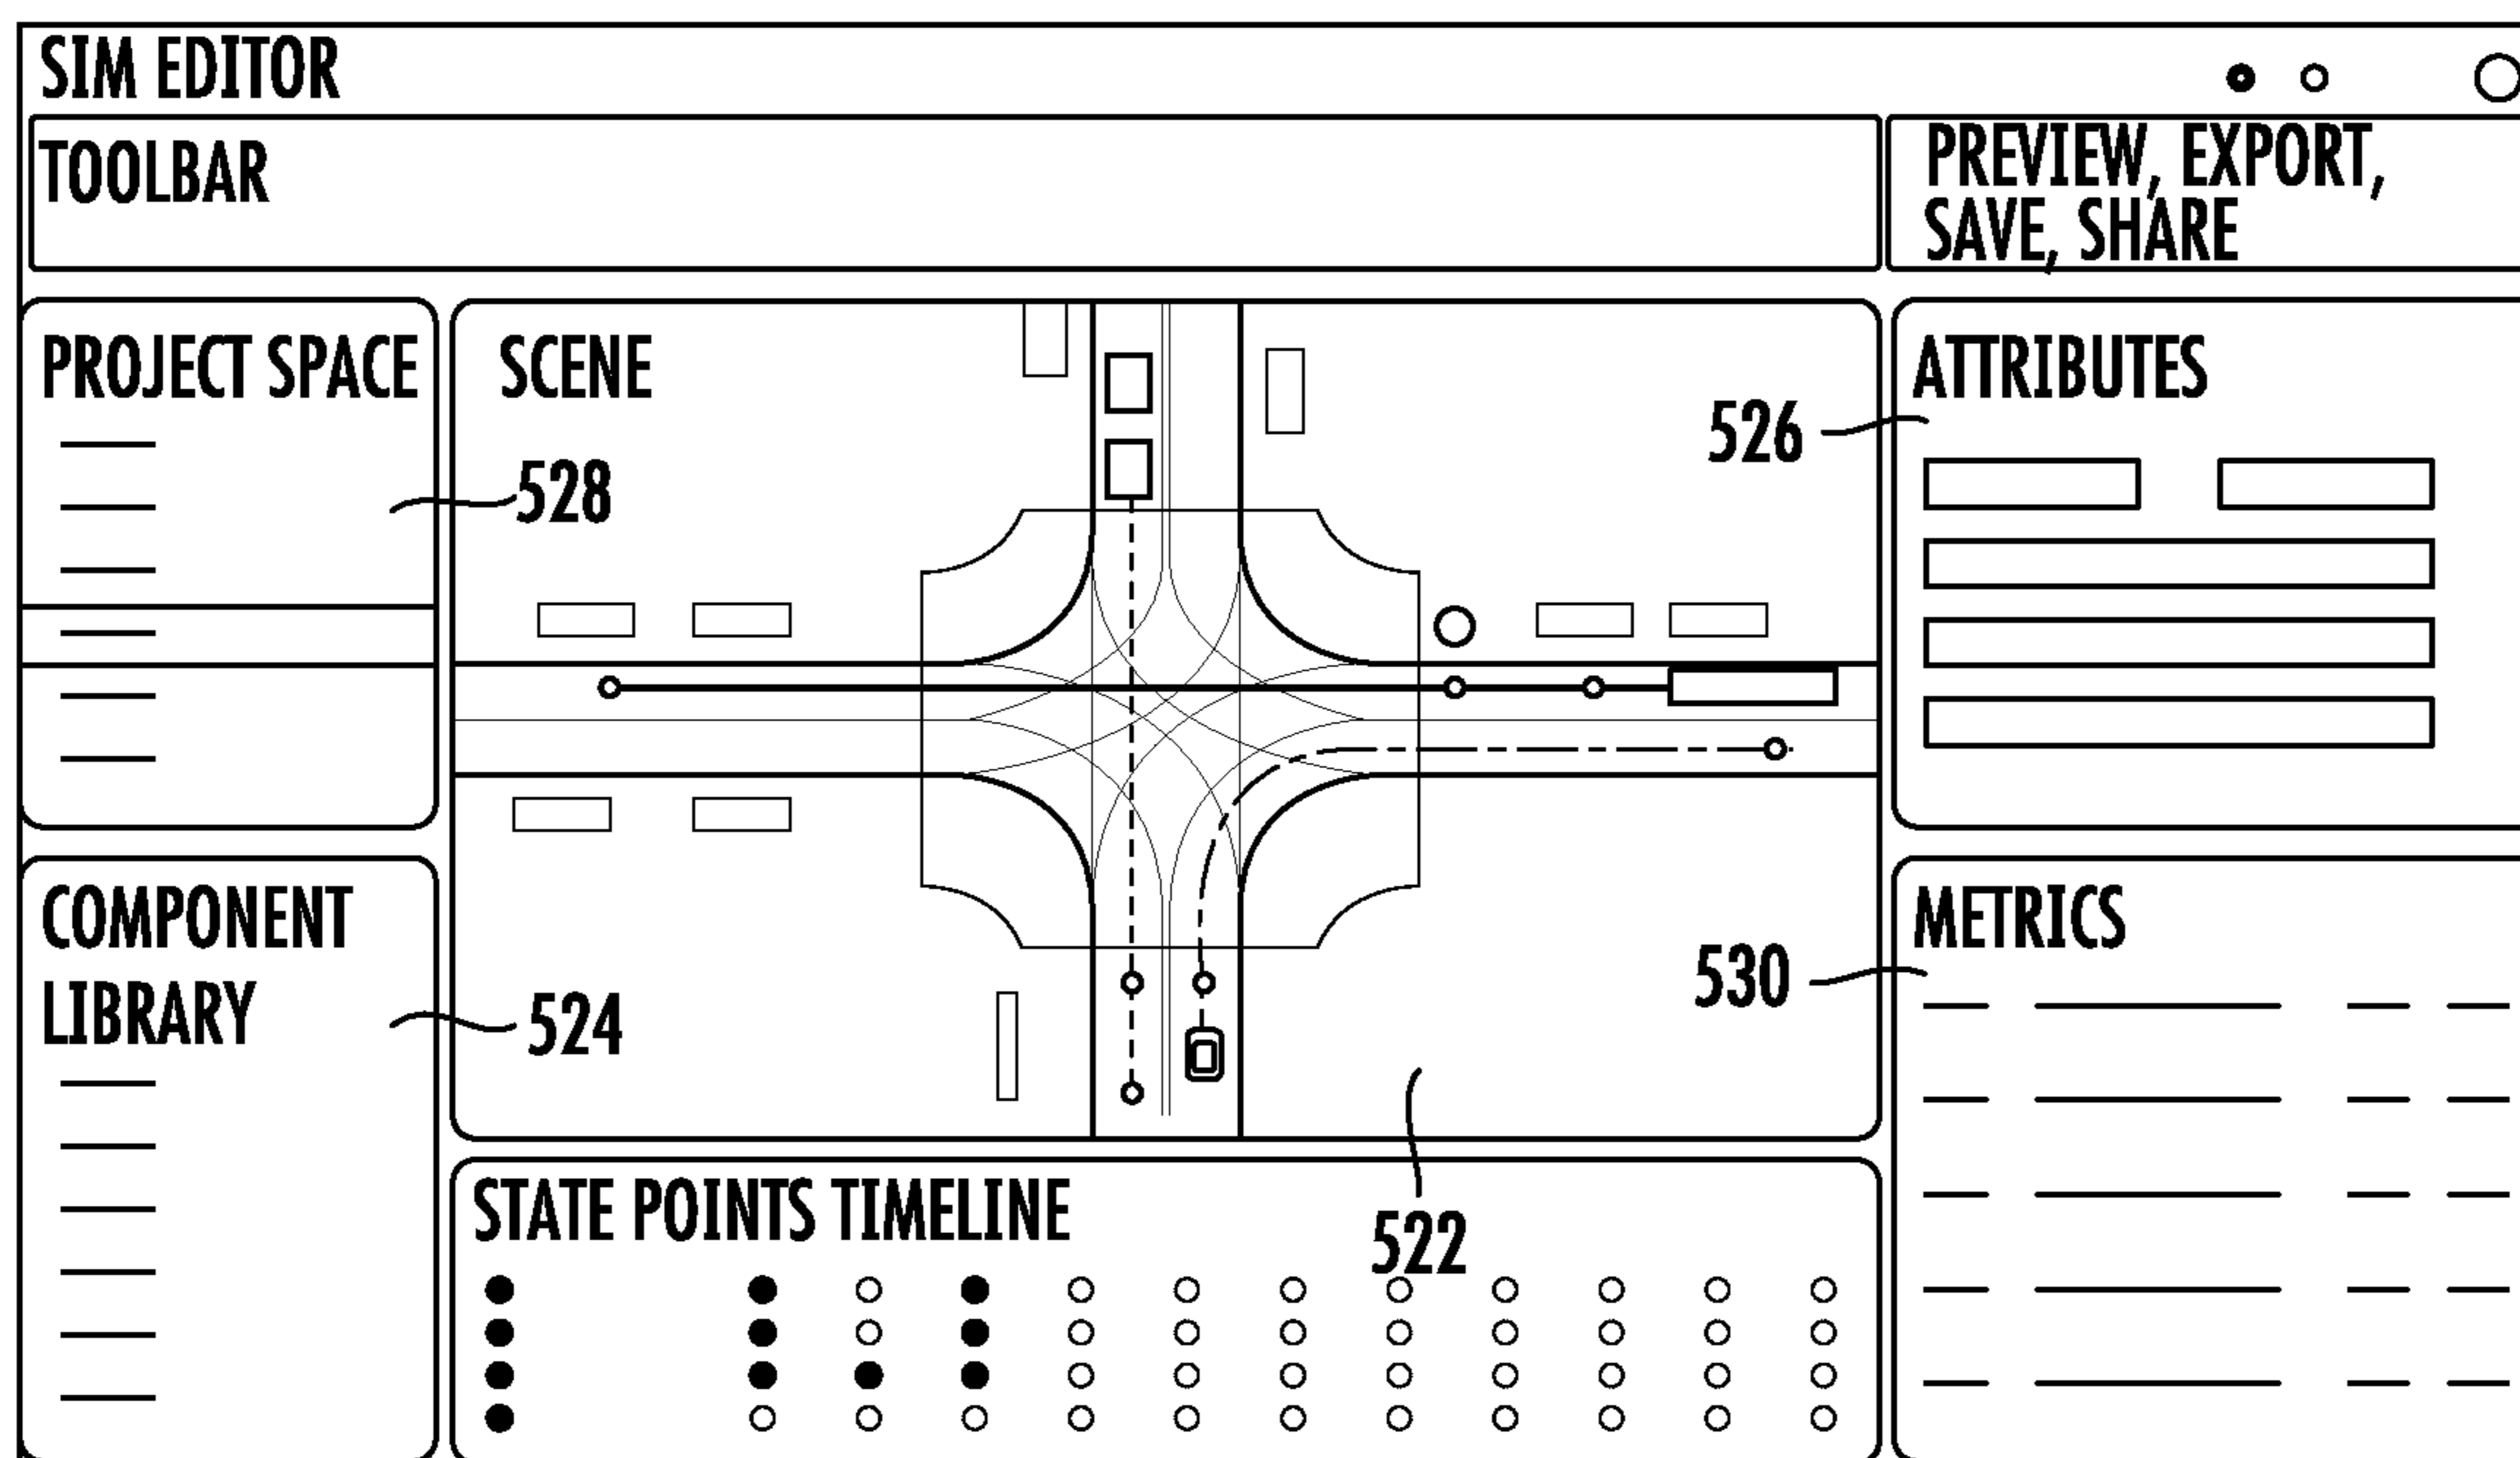 SIM EDITOR
TOOLBAR
PREVIEW, EXPORT,
SAVE, SHARE
PROJECT SPACE
528
SCENE
526
ATTRIBUTES
COMPONENT
LIBRARY
524
530
METRICS
STATE POINTS TIMELINE
522